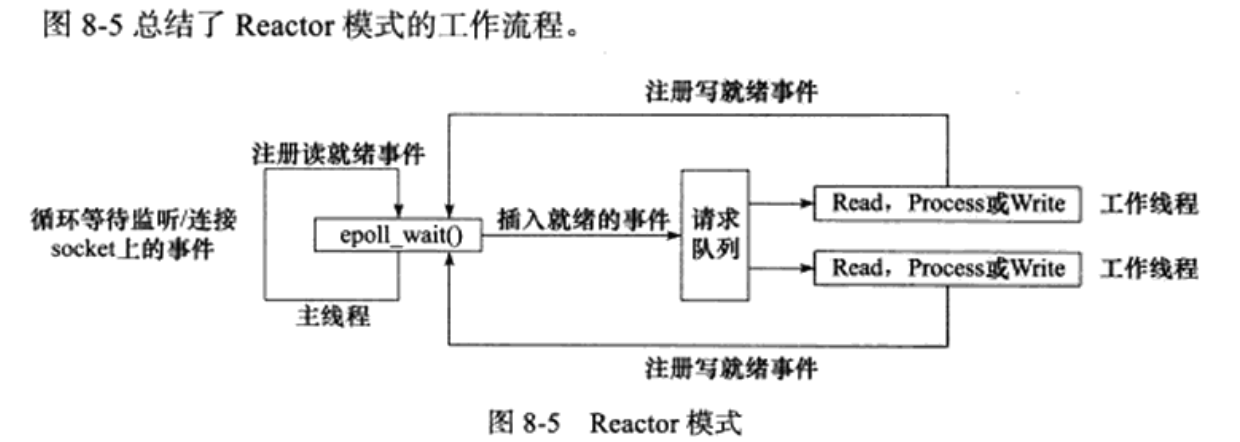 图 8-5 总结了 Reactor 模式的工作流程。
注册写就绪事件
注册读就绪事件
循环等待监听/连接
socket上的事件
epoll_wait()
插入就绪的事件
请求
队列
Read，Process或Write
工作线程
Read，Process或Write
工作线程
主线程
注册写就绪事件
图 8-5 Reactor 模式